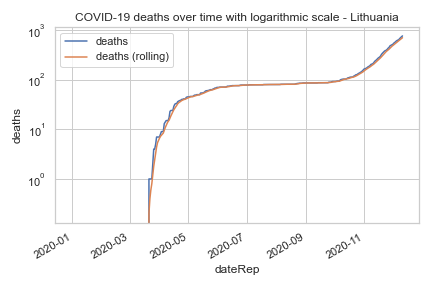 COVID-19 deaths over time with logarithmic scale - Lithuania
deaths
deaths (rolling)
10³
10²
10¹
10⁰
deaths
2020-01
2020-03
2020-05
2020-07
2020-09
2020-11
dateRep